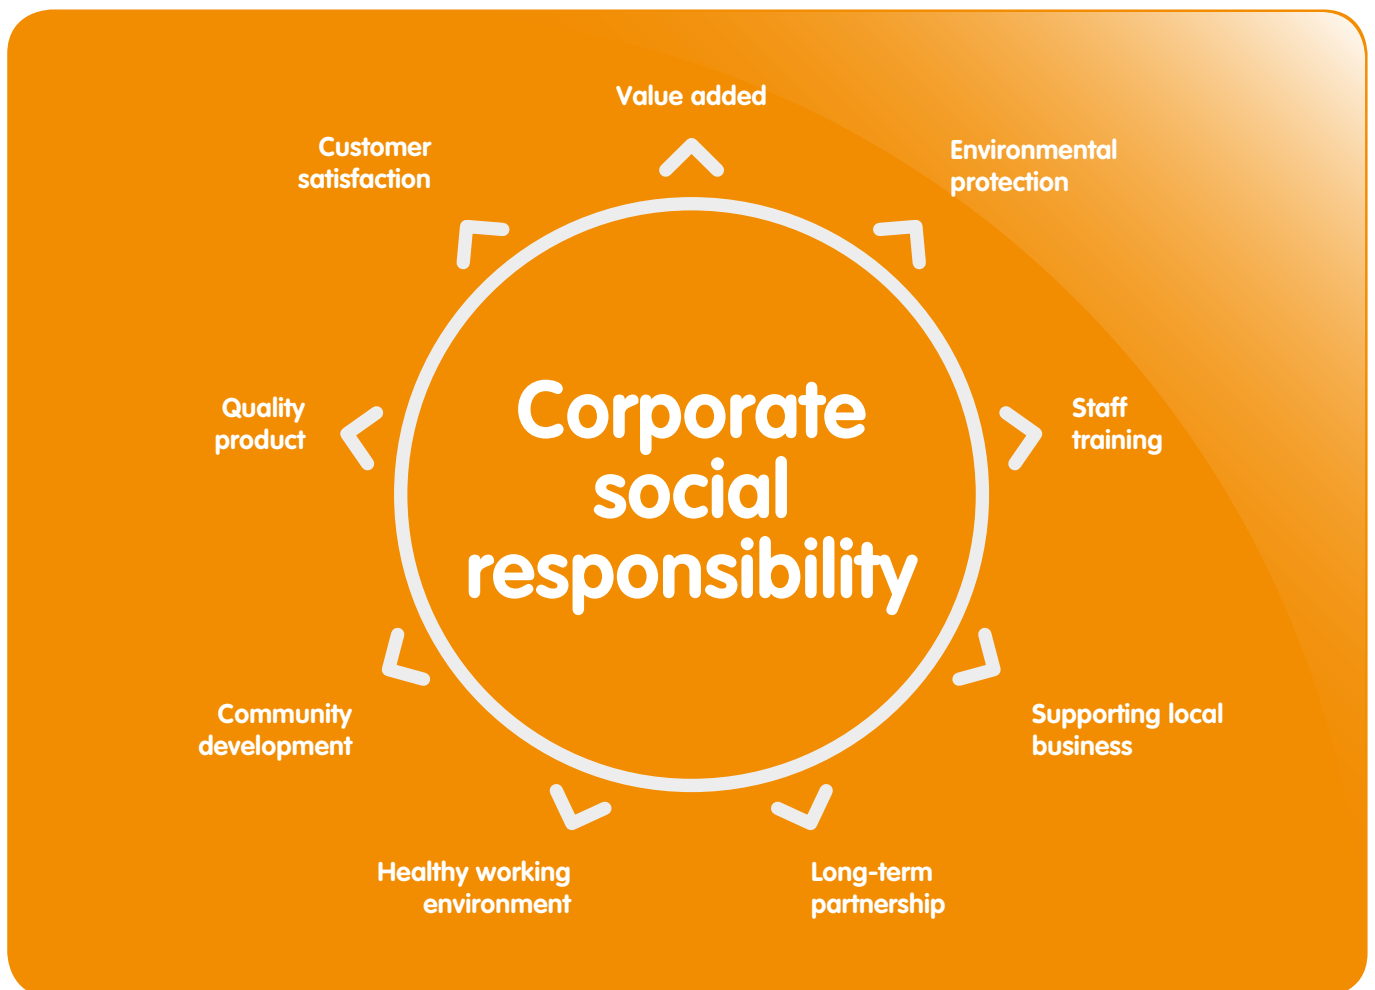 Value added
Customer
satisfaction
Environmental
protection
Quality
product
Corporate
social
responsibility
Staff
training
Community
development
Supporting local
business
Healthy working
environment
Long-term
partnership